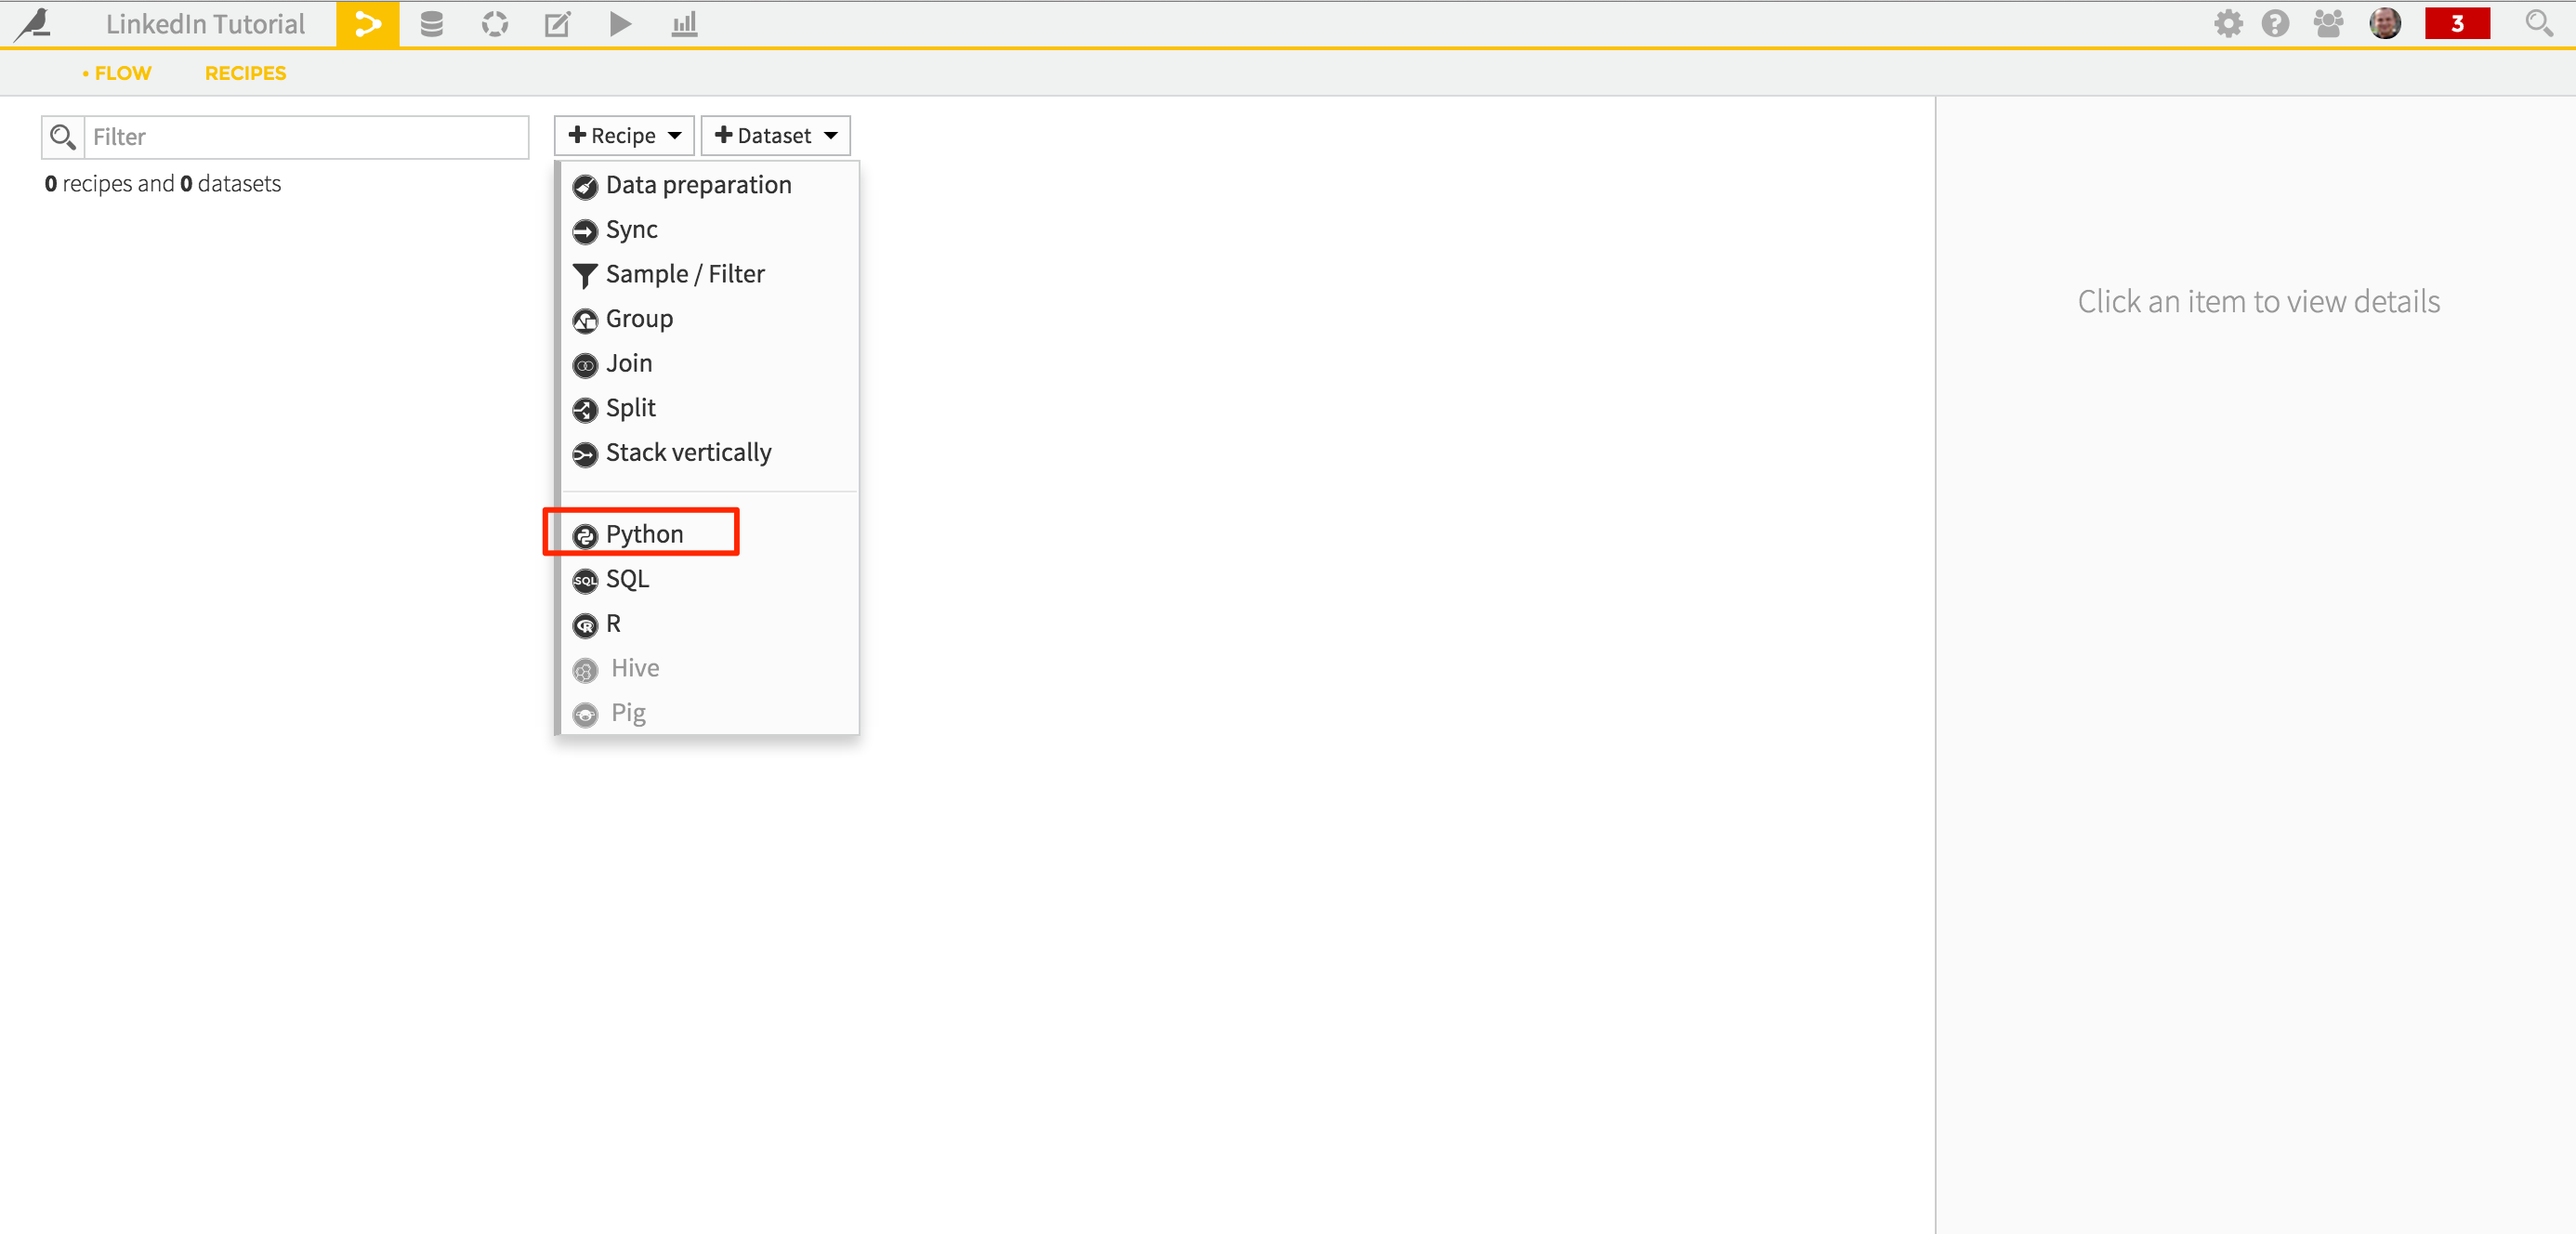 LinkedIn Tutorial
3
• FLOW RECIPES
Filter
Recipe Dataset
0 recipes and 0 datasets
Data preparation
Sync
Sample / Filter
Group
Join
Split
Stack vertically
Python
SQL SQL
R R
Hive
Pig
Click an item to view details